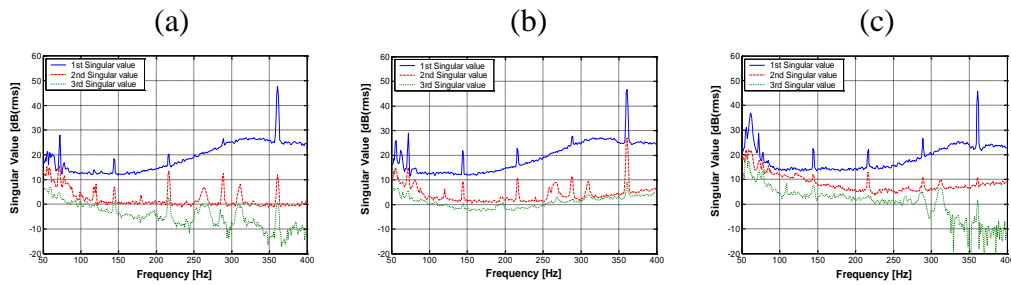 (a)
60
50
40
30
20
10
0
-10
-20
50 100 150 200 250 300 350 400
Singular Value [dB(rms)]
Frequency [Hz]
1st Singular value
2nd Singular value
3rd Singular value
(b)
60
50
40
30
20
10
0
-10
-20
50 100 150 200 250 300 350 400
Singular Value [dB(rms)]
Frequency [Hz]
1st Singular value
2nd Singular value
3rd Singular value
(c)
60
50
40
30
20
10
0
-10
-20
50 100 150 200 250 300 350 400
Singular Value [dB(rms)]
Frequency [Hz]
1st Singular value
2nd Singular value
3rd Singular value